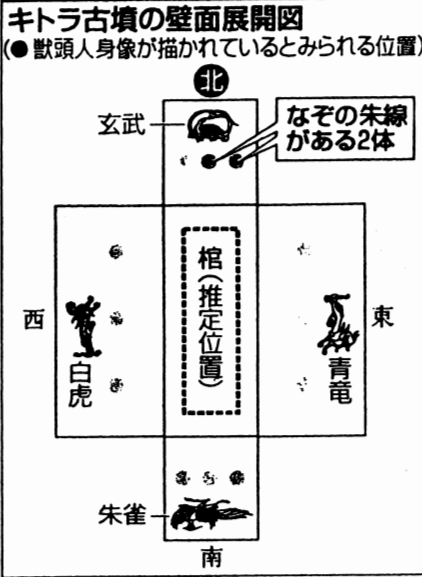 キトラ古墳の壁面展開図
(●獣頭人身像が描かれているとみられる位置)
北
玄武
なぞの朱線
がある2体
西
白虎
棺(推定位置)
青竜
東
朱雀
南